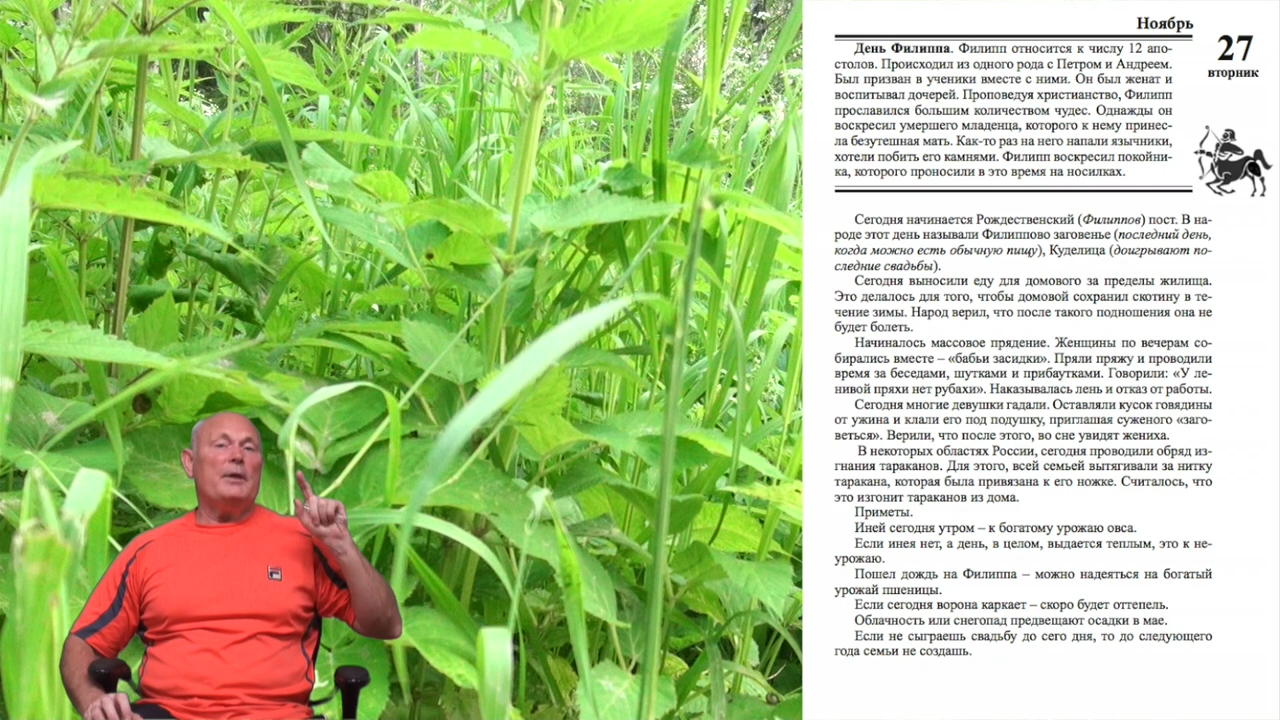 Ноябрь
27
вторник
День Филиппа. Филипп относится к числу 12 апо-
столов. Происходил из одного рода с Петром и Андреем.
Был призван в ученики вместе с ними. Он был женат и
воспитывал дочерей. Проповедуя христианство, Филипп
прославился большим количеством чудес. Однажды он
воскресил умершего младенца, которого к нему принес-
ла безутешная мать. Как-то раз на него напали язычники,
хотели побить его камнями. Филипп воскресил покойни-
ка, которого проносили в это время на носилках.
Сегодня начинается Рождественский (Филиппов) пост. В на-
роде этот день называли Филиппово заговенье (последний день,
когда можно есть обычную пищу), Куделица (доигрывают по-
следние свадьбы).
Сегодня выносили еду для домового за пределы жилища.
Это делалось для того, чтобы домовой сохранил скотину в те-
чение зимы. Народ верил, что после такого подношения она не
будет болеть.
Начиналось массовое прядение. Женщины по вечерам со-
бирались вместе – «бабьи засидки». Пряли пряжу и проводили
время за беседами, шутками и прибаутками. Говорили: «У ле-
нивой пряхи нет рубахи». Наказывалась лень и отказ от работы.
Сегодня многие девушки гадали. Оставляли кусок говядины
от ужина и клали его под подушку, приглашая суженого «заго-
веться». Верили, что после этого, во сне увидят жениха.
В некоторых областях России, сегодня проводили обряд из-
гнания тараканов. Для этого, всей семьей вытягивали за нитку
таракана, которая была привязана к его ножке. Считалось, что
это изгонит тараканов из дома.
Приметы.
Иней сегодня утром – к богатому урожаю овса.
Если инея нет, а день, в целом, выдается теплым, это к не-
урожаю.
Пошел дождь на Филиппа – можно надеяться на богатый
урожай пшеницы.
Если сегодня ворона каркает – скоро будет оттепель.
Облачность или снегопад предвещают осадки в мае.
Если не сыграешь свадьбу до сего дня, то до следующего
года семьи не создашь.